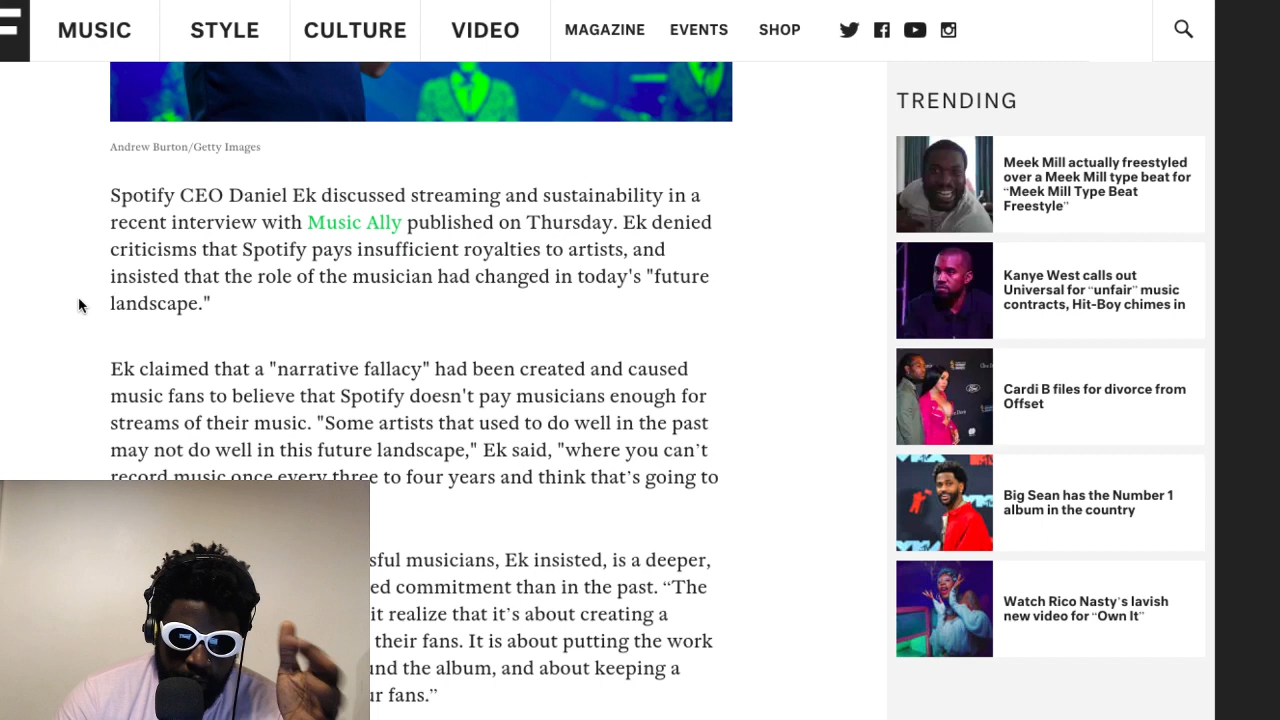 F MUSIC STYLE CULTURE VIDEO MAGAZINE EVENTS SHOP
Andrew Burton/Getty Images
Spotify CEO Daniel Ek discussed streaming and sustainability in a
recent interview with Music Ally published on Thursday. Ek denied
criticisms that Spotify pays insufficient royalties to artists, and
insisted that the role of the musician had changed in today's "future
landscape."
Ek claimed that a "narrative fallacy" had been created and caused
music fans to believe that Spotify doesn't pay musicians enough for
streams of their music. "Some artists that used to do well in the past
may not do well in this future landscape," Ek said, "where you can’t
record music once every three to four years and think that’s going to
sful musicians, Ek insisted, is a deeper,
ed commitment than in the past. “The
it realize that it’s about creating a
their fans. It is about putting the work
und the album, and about keeping a
ur fans.”
TRENDING
Meek Mill actually freestyled
over a Meek Mill type beat for
“Meek Mill Type Beat
Freestyle”
Kanye West calls out
Universal for “unfair” music
contracts, Hit-Boy chimes in
Cardi B files for divorce from
Offset
Big Sean has the Number 1
album in the country
Watch Rico Nasty’s lavish
new video for “Own It”